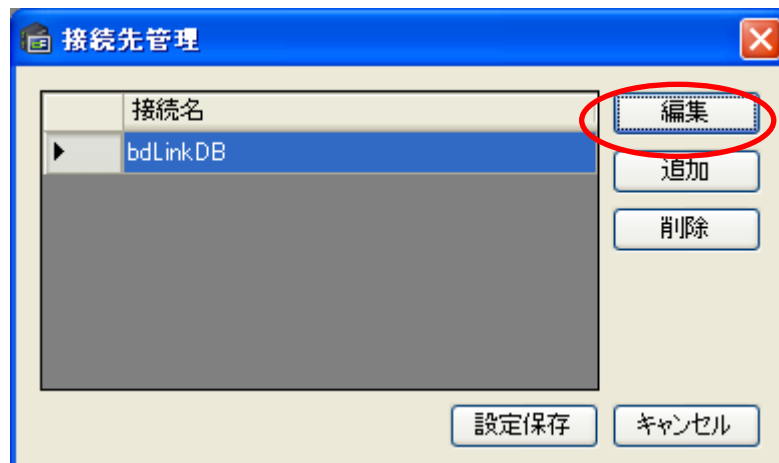 接続先管理
接続名
bdLinkDB
編集
追加
削除
設定保存
キャンセル